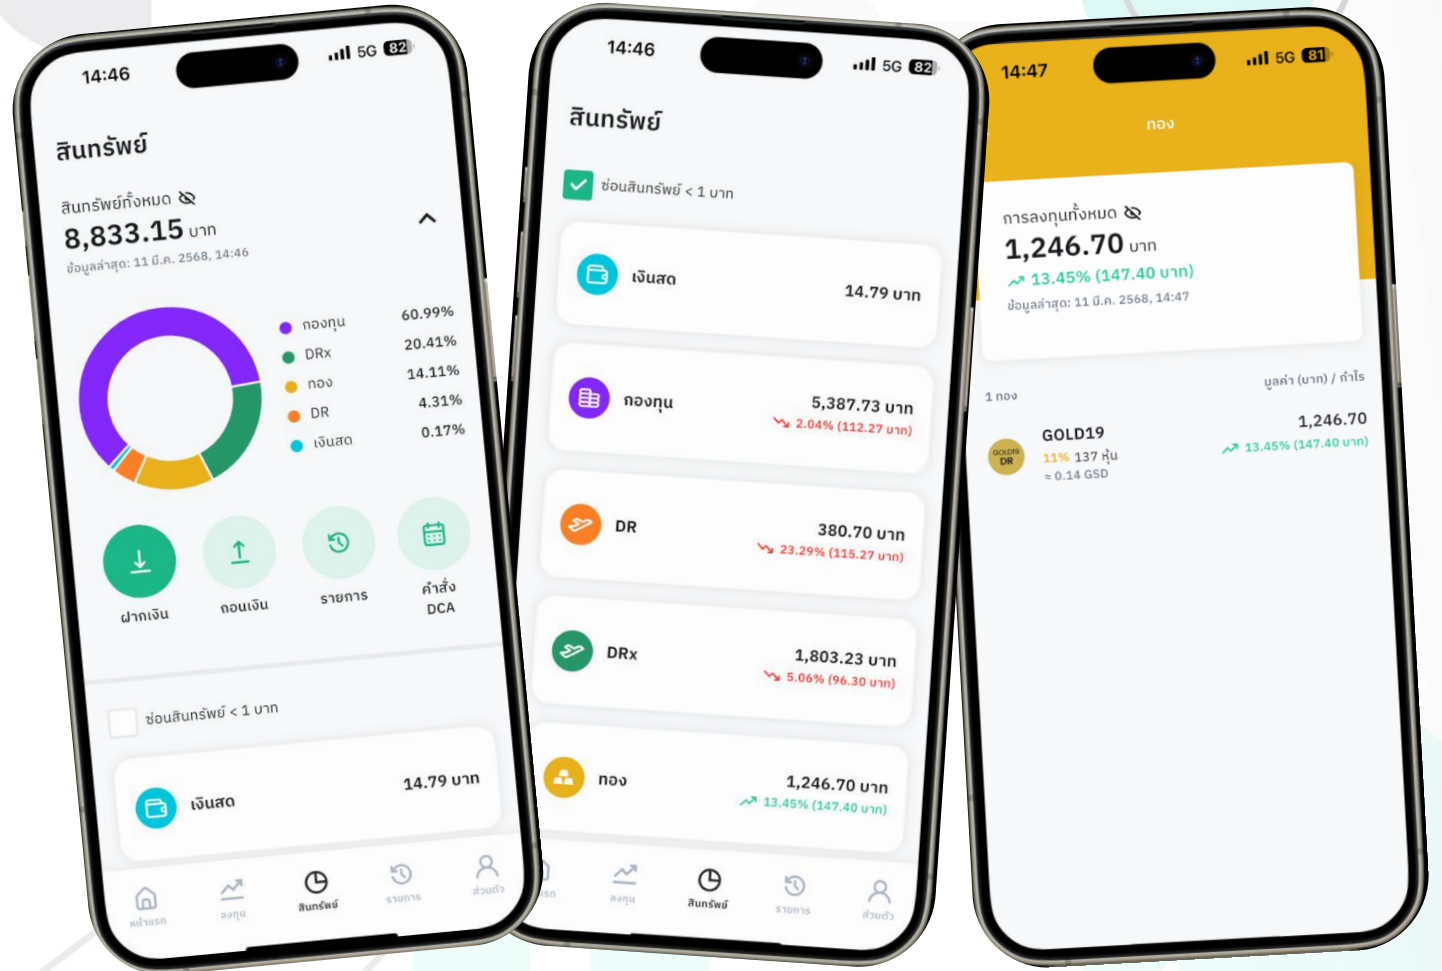 14:46
5G 82
สินทรัพย์
สินทรัพย์ทั้งหมด
8,833.15 บาท
ข้อมูลล่าสุด: 11 มี.ค. 2568, 14:46
กองทุน 60.99%
DRx 20.41%
ทอง 14.11%
DR 4.31%
เงินสด 0.17%
ฝากเงิน
ถอนเงิน
รายการ
คำสั่ง
DCA
ซ่อนสินทรัพย์ < 1 บาท
เงินสด 14.79 บาท
หน้าแรก
ลงทุน
สินทรัพย์
รายการ
ส่วนตัว
14:46
5G 82
สินทรัพย์
ซ่อนสินทรัพย์ < 1 บาท
เงินสด 14.79 บาท
กองทุน 5,387.73 บาท
2.04% (112.27 บาท)
DR 380.70 บาท
23.29% (115.27 บาท)
DRx 1,803.23 บาท
5.06% (96.30 บาท)
ทอง 1,246.70 บาท
13.45% (147.40 บาท)
ลงทุน
สินทรัพย์
รายการ
ส่วนตัว
14:47
5G 81
ทอง
การลงทุนทั้งหมด
1,246.70 บาท
13.45% (147.40 บาท)
ข้อมูลล่าสุด: 11 มี.ค. 2568, 14:47
1 ทอง มูลค่า (บาท) / กำไร
GOLD19
DR
GOLD19 1,246.70
11% 137 หุ้น 13.45% (147.40 บาท)
≈ 0.14 GSD